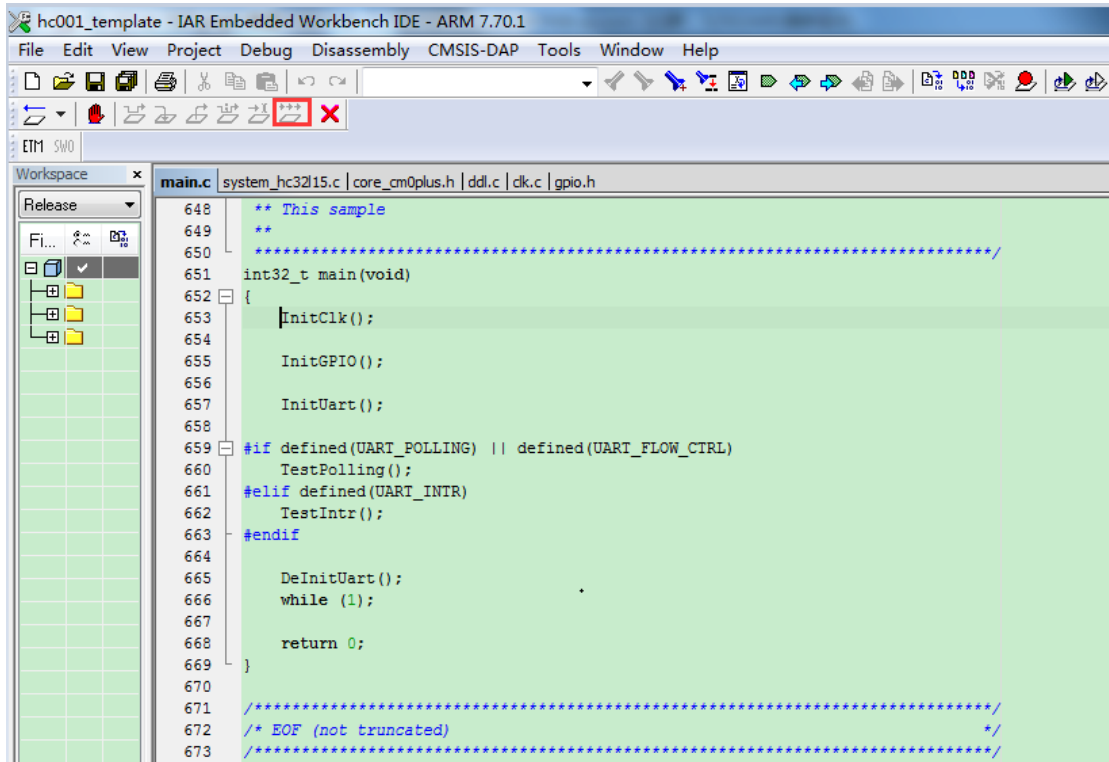 hc001_template - IAR Embedded Workbench IDE - ARM 7.70.1
File Edit View Project Debug Disassembly CMSIS-DAP Tools Window Help
ETM SWO
Workspace
main.c system_hc32l15.c core_cm0plus.h ddl.c clk.c gpio.h
Release
Fi...
648 ** This sample
649 **
650 ******************************************************************************/
651 int32_t main(void)
652 {
653 InitClk();
654
655 InitGPIO();
656
657 InitUart();
658
659 #if defined(UART_POLLING) || defined(UART_FLOW_CTRL)
660 TestPolling();
661 #elif defined(UART_INTR)
662 TestIntr();
663 #endif
664
665 DeInitUart();
666 while (1);
667
668 return 0;
669 }
670
671 /******************************************************************************/
672 /* EOF (not truncated) */
673 /******************************************************************************/